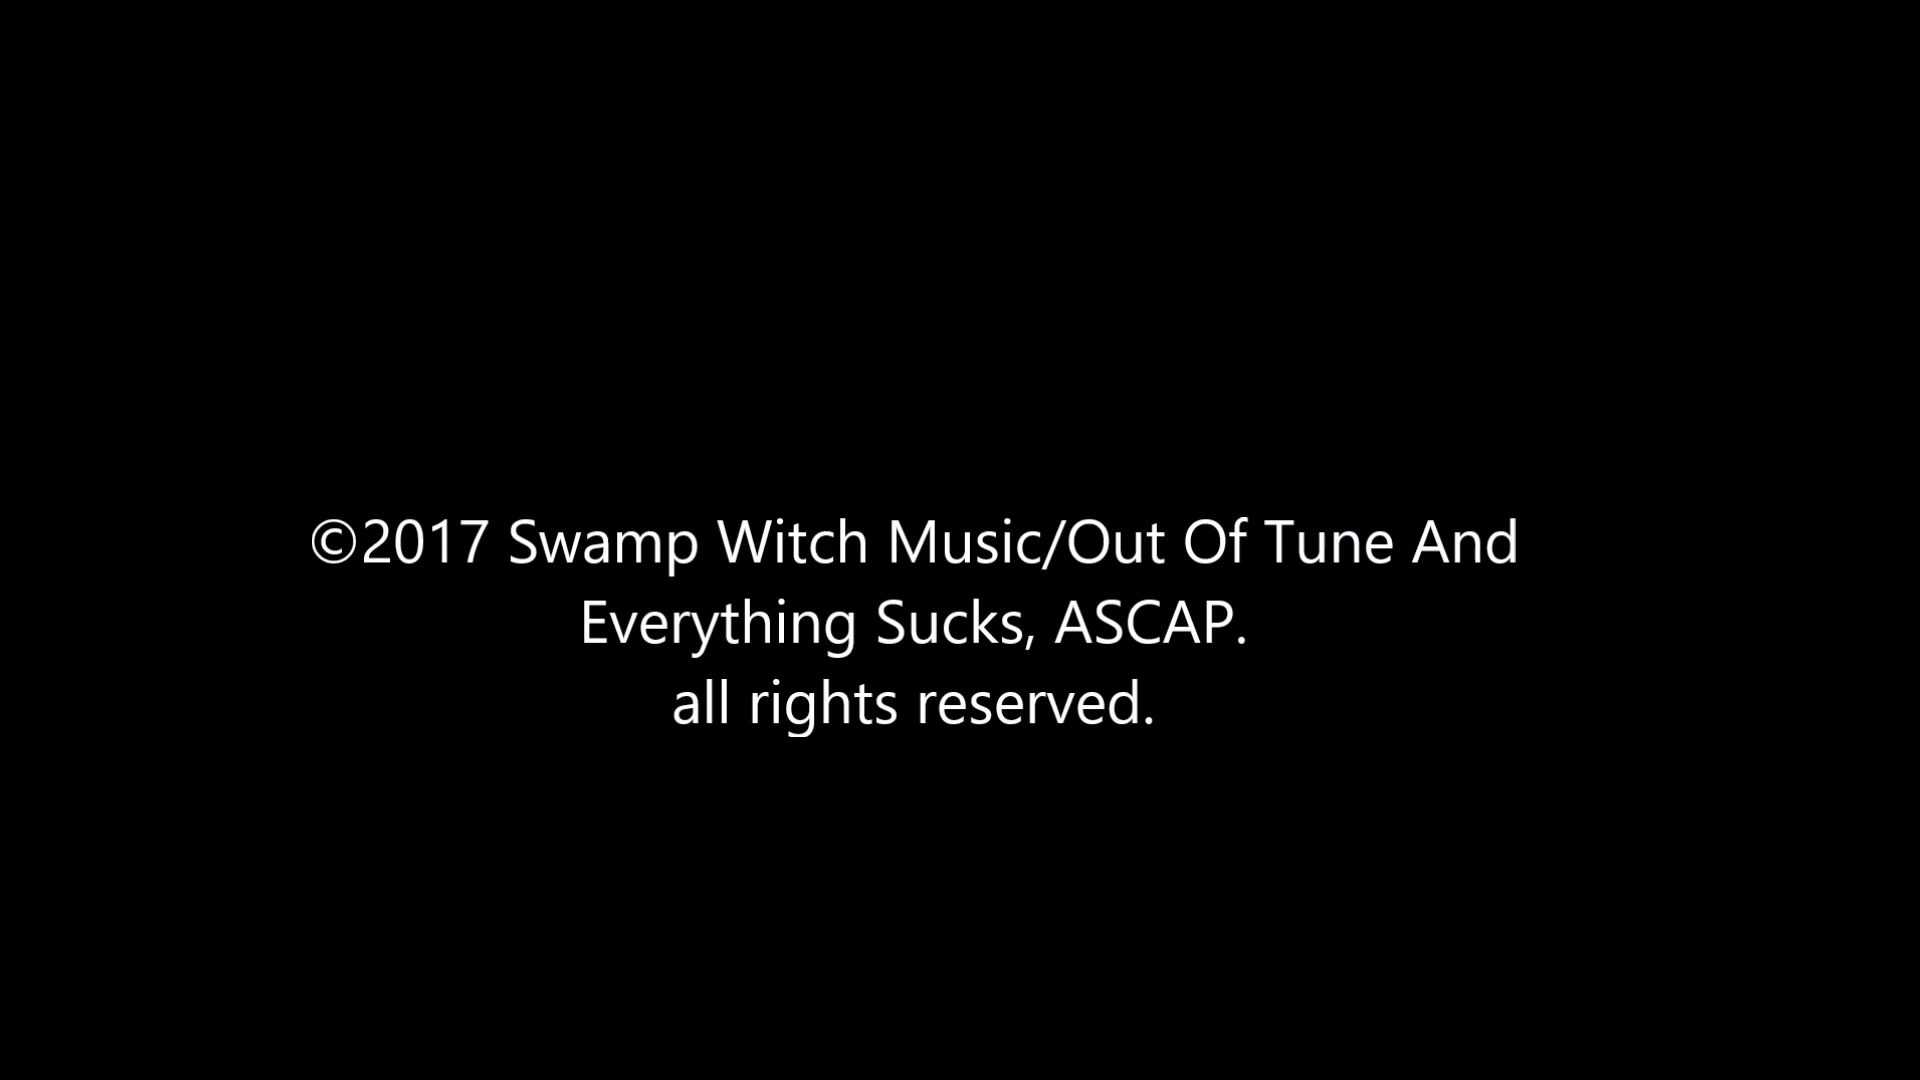 ©2017 Swamp Witch Music/Out Of Tune And
Everything Sucks, ASCAP.
all rights reserved.